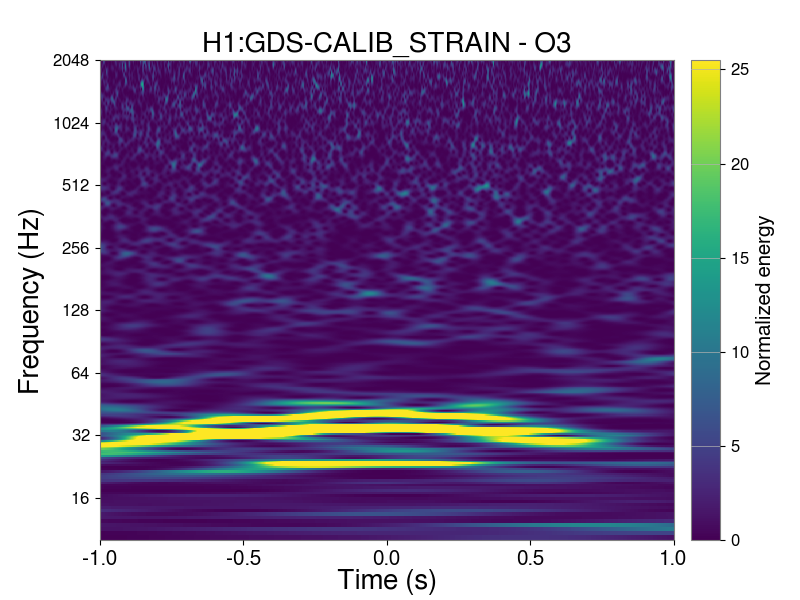 H1:GDS-CALIB_STRAIN - O3
2048
1024
512
256
128
64
32
16
Frequency (Hz)
-1.0 -0.5 0.0 0.5 1.0
Time (s)
25
20
15
10
5
0
Normalized energy